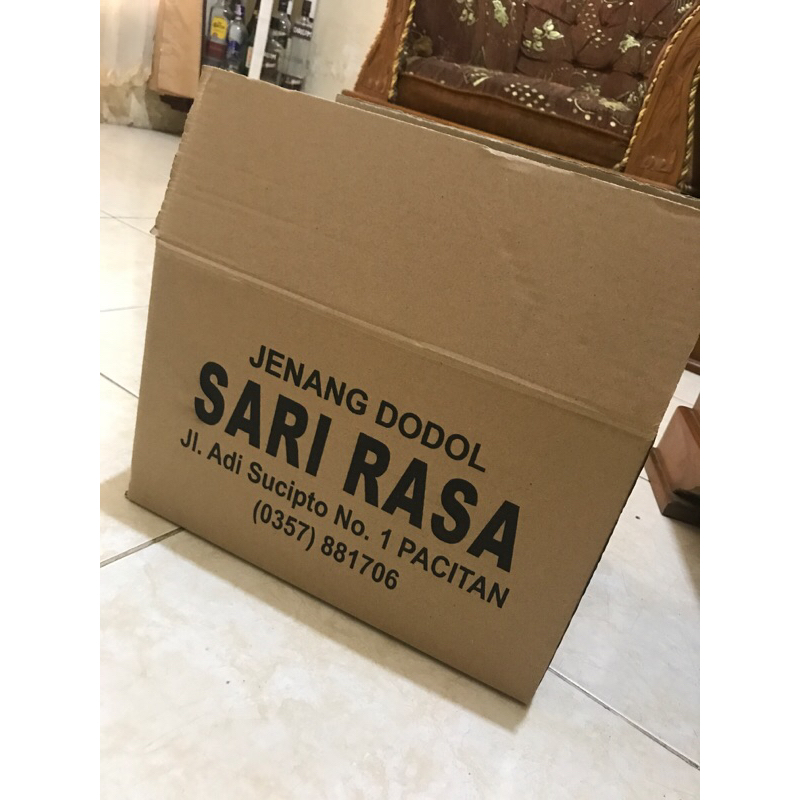 JENANG DODOL
SARI RASA
Jl. Adi Sucipto No. 1 PACITAN
(0357) 881706